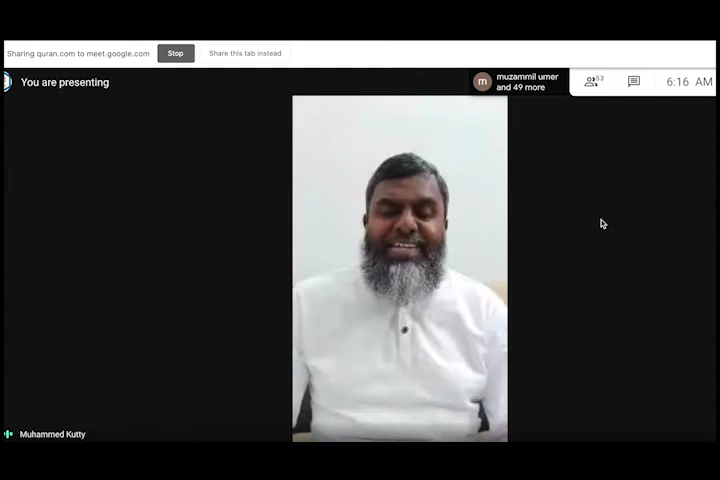 Sharing quran.com to meet.google.com
Stop
Share this tab instead
You are presenting
m
muzammil umer
and 49 more
53
6:16 AM
Muhammed Kutty